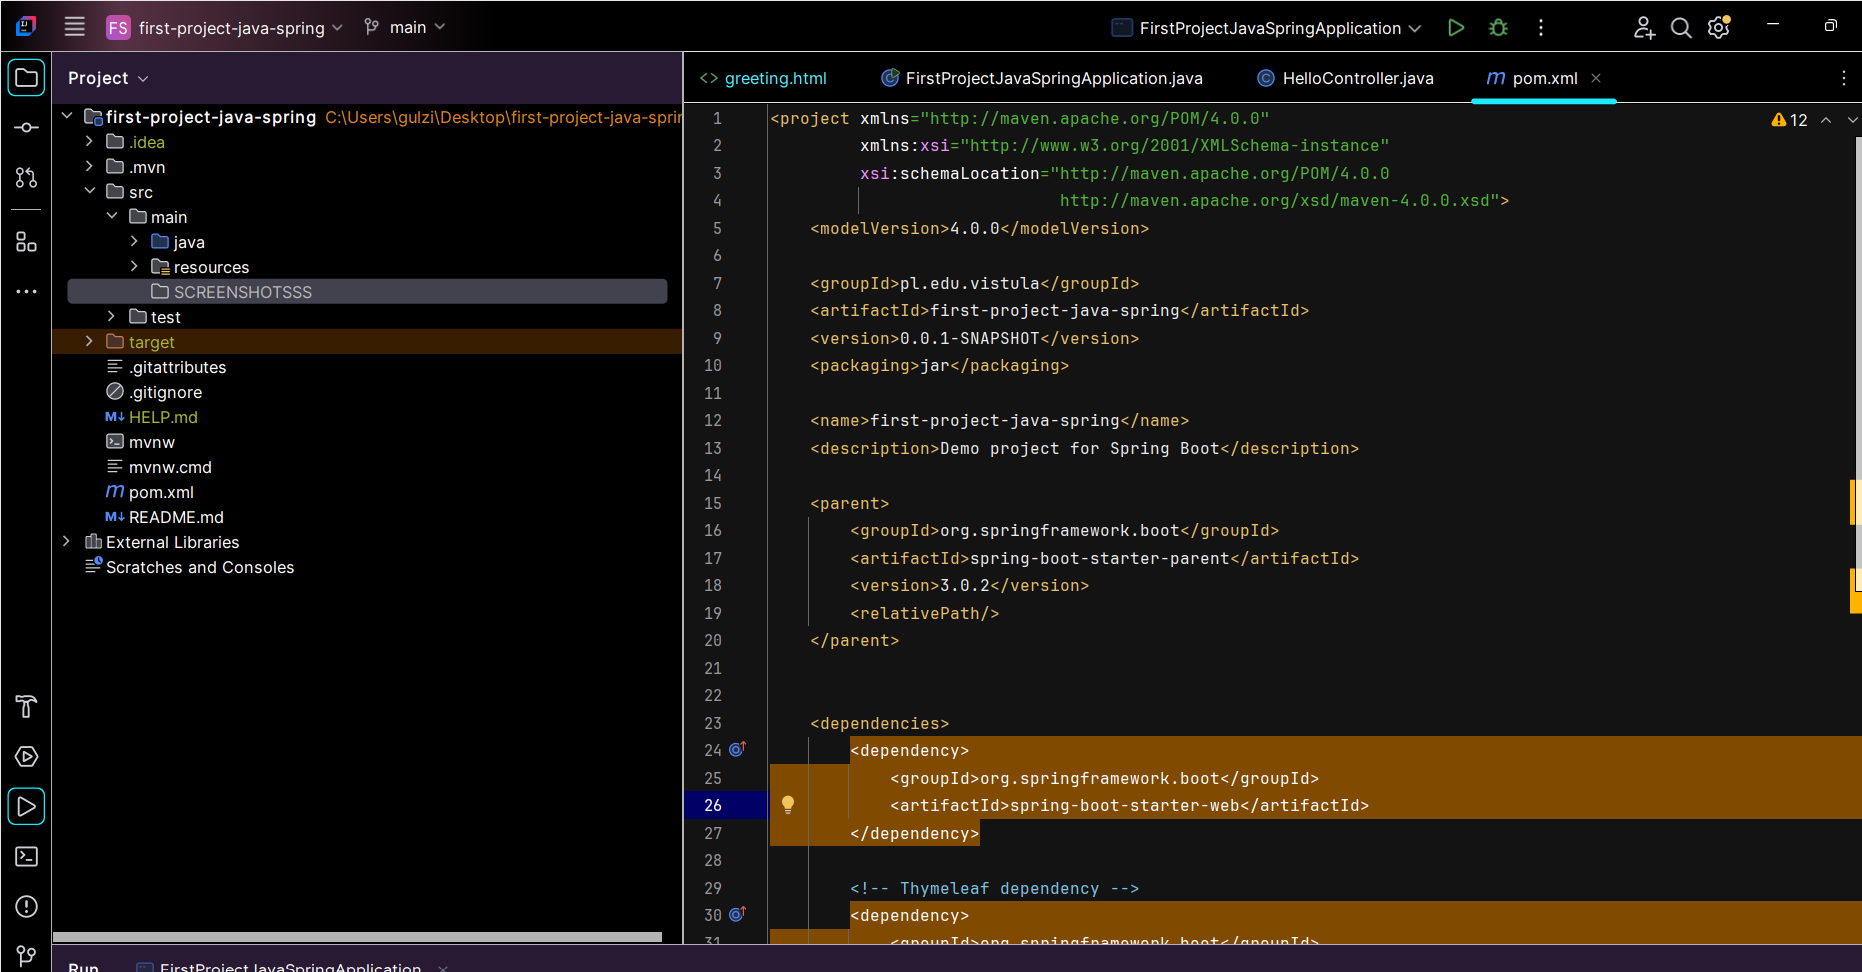 FS first-project-java-spring main FirstProjectJavaSpringApplication
Project
first-project-java-spring C:\Users\gulzi\Desktop\first-project-java-sprin
.idea
.mvn
src
main
java
resources
SCREENSHOTSSS
test
target
.gitattributes
.gitignore
M↓ HELP.md
mvnw
mvnw.cmd
m pom.xml
M↓ README.md
External Libraries
Scratches and Consoles
<> greeting.html FirstProjectJavaSpringApplication.java HelloController.java m pom.xml
12
1 <project xmlns="http://maven.apache.org/POM/4.0.0"
2 xmlns:xsi="http://www.w3.org/2001/XMLSchema-instance"
3 xsi:schemaLocation="http://maven.apache.org/POM/4.0.0
4 http://maven.apache.org/xsd/maven-4.0.0.xsd">
5 <modelVersion>4.0.0</modelVersion>
6
7 <groupId>pl.edu.vistula</groupId>
8 <artifactId>first-project-java-spring</artifactId>
9 <version>0.0.1-SNAPSHOT</version>
10 <packaging>jar</packaging>
11
12 <name>first-project-java-spring</name>
13 <description>Demo project for Spring Boot</description>
14
15 <parent>
16 <groupId>org.springframework.boot</groupId>
17 <artifactId>spring-boot-starter-parent</artifactId>
18 <version>3.0.2</version>
19 <relativePath/>
20 </parent>
21
22
23 <dependencies>
24 <dependency>
25 <groupId>org.springframework.boot</groupId>
26 <artifactId>spring-boot-starter-web</artifactId>
27 </dependency>
28
29 <!-- Thymeleaf dependency -->
30 <dependency>
31 <groupId>org.springframework.boot</groupId>
Run FirstProjectJavaSpringApplication